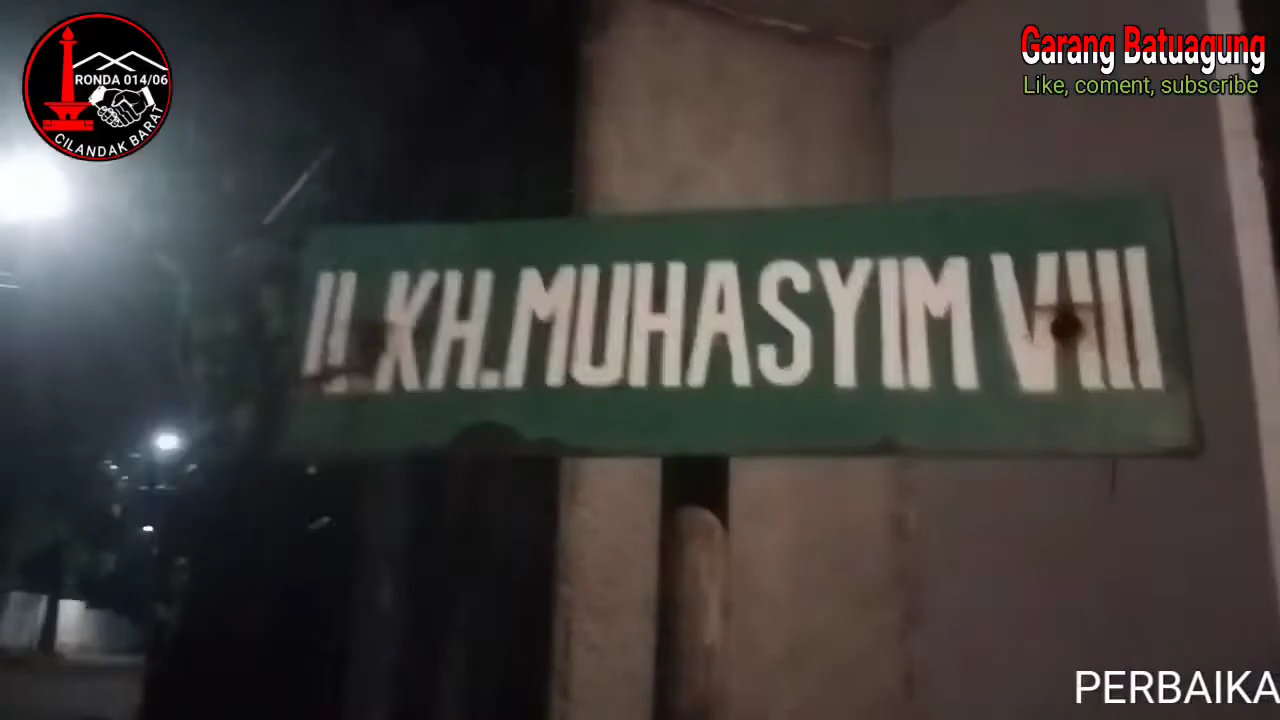 RONDA 014/06
CILANDAK BARAT
Garang Batuagung
Like, coment, subscribe
JL.KH.MUHASYIM VIII
PERBAIKA